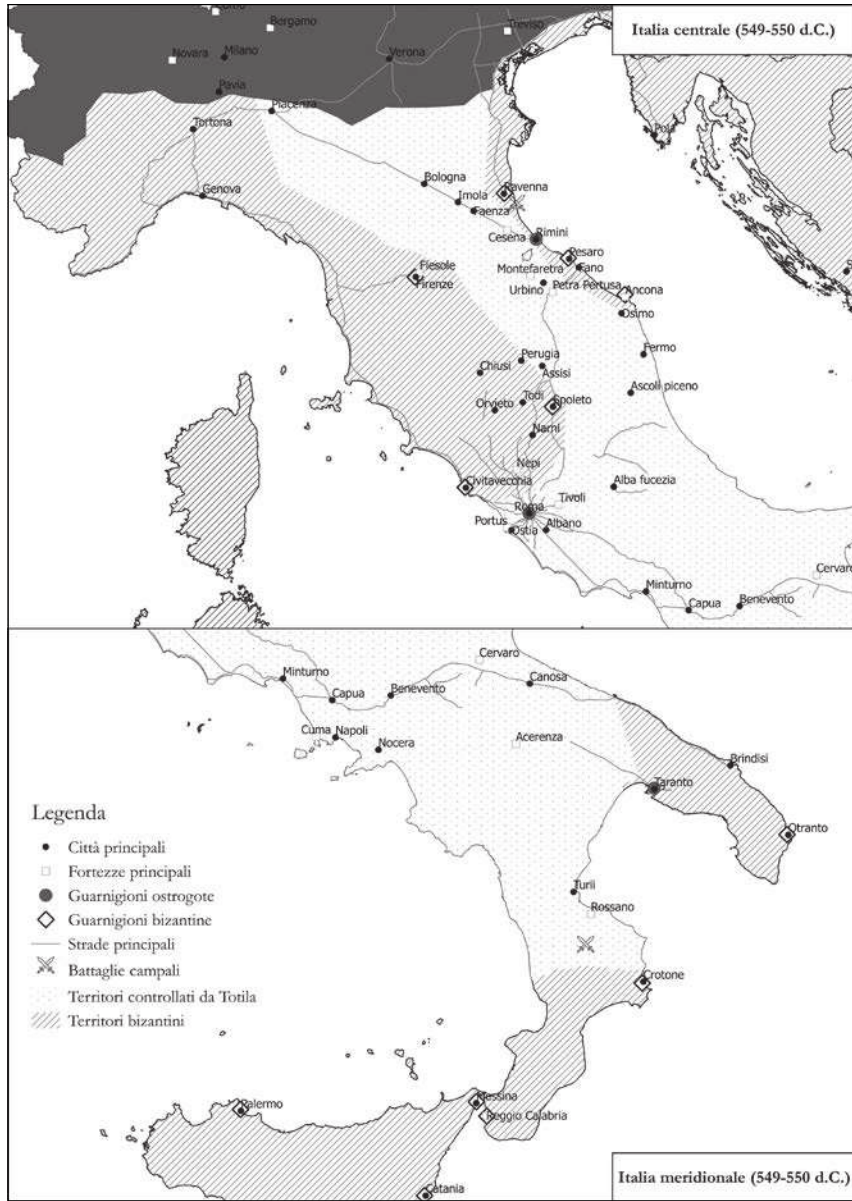 Italia centrale (549-550 d.C.)
Bergamo
Treviso
Novara
Milano
Verona
Pavia
Piacenza
Tortona
Pola
Bologna
Genova
Imola
Ravenna
Faenza
Cesena
Rimini
Pesaro
Fiesole
Firenze
Montefaretra
Fano
Urbino
Petra Pertusa
Ancona
Osimo
Perugia
Fermo
Chiusi
Assisi
Ascoli piceno
Orvieto
Todi
Spoleto
Narni
Nepi
Civitavecchia
Alba fucezia
Tivoli
Roma
Portus
Ostia
Albano
Cervaro
Minturno
Capua
Benevento
Cervaro
Minturno
Canosa
Capua
Benevento
Cuma
Napoli
Acerenza
Nocera
Brindisi
Taranto
Otranto
Legenda
Città principali
Fortezze principali
Guarnigioni ostrogote
Guarnigioni bizantine
Strade principali
Battaglie campali
Territori controllati da Totila
Territori bizantini
Turii
Rossano
Crotone
Palermo
Messina
Reggio Calabria
Catania
Italia meridionale (549-550 d.C.)